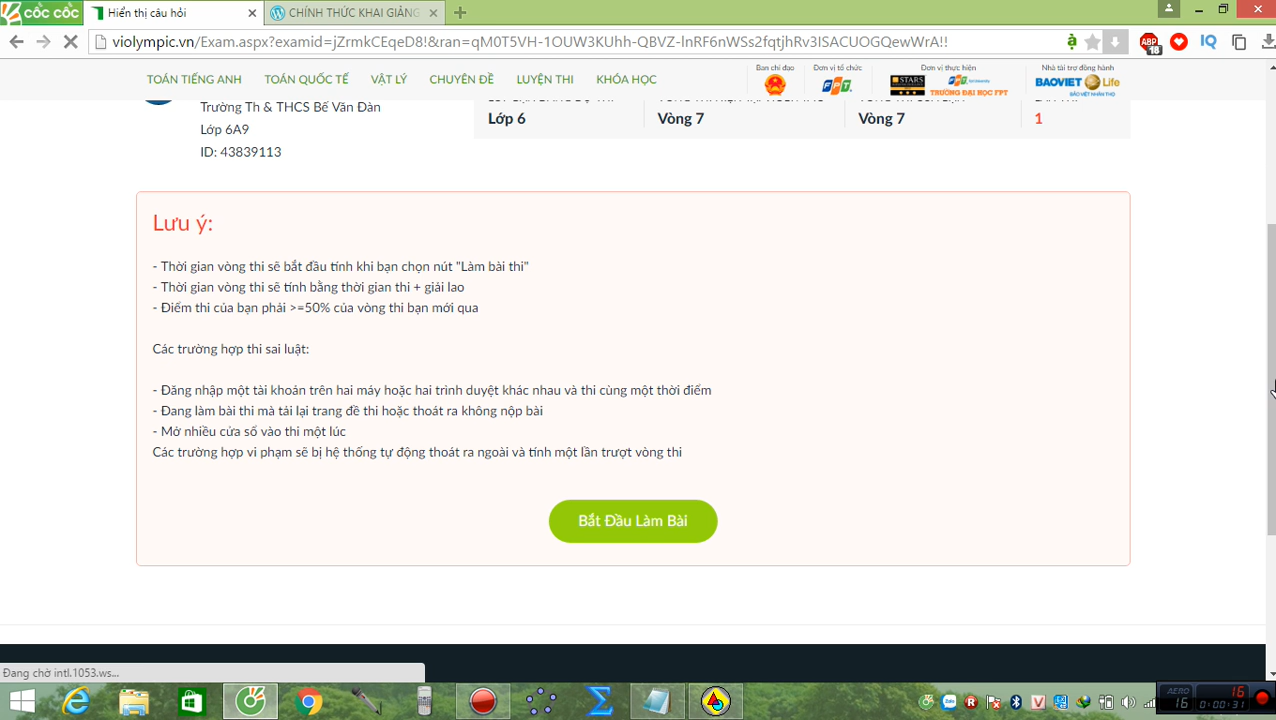 cốc cốc
Hiển thị câu hỏi
CHÍNH THỨC KHAI GIẢNG
violympic.vn/Exam.aspx?examid=jZrmkCEqeD8!&ran=qM0T5VH-1OUW3KUhh-QBVZ-lnRF6nWSs2fqtjhRv3ISACUOGQewWrA!!
ABP
18
IQ
TOÁN TIẾNG ANH
TOÁN QUỐC TẾ
VẬT LÝ
CHUYÊN ĐỀ
LUYỆN THI
KHÓA HỌC
Ban chỉ đạo
Đơn vị tổ chức
Đơn vị thực hiện
Nhà tài trợ đồng hành
FPT
STARS
TRƯỜNG ĐẠI HỌC FPT
BAOVIET Life
BẢO VIỆT NHÂN THỌ
Trường Th & THCS Bế Văn Đàn
Lớp 6A9
ID: 43839113
Lớp 6
Vòng 7
Vòng 7
1
Lưu ý:
- Thời gian vòng thi sẽ bắt đầu tính khi bạn chọn nút "Làm bài thi"
- Thời gian vòng thi sẽ tính bằng thời gian thi + giải lao
- Điểm thi của bạn phải >=50% của vòng thi bạn mới qua
Các trường hợp thi sai luật:
- Đăng nhập một tài khoản trên hai máy hoặc hai trình duyệt khác nhau và thi cùng một thời điểm
- Đang làm bài thi mà tải lại trang đề thi hoặc thoát ra không nộp bài
- Mở nhiều cửa sổ vào thi một lúc
Các trường hợp vi phạm sẽ bị hệ thống tự động thoát ra ngoài và tính một lần trượt vòng thi
Bắt Đầu Làm Bài
Đang chờ intl.1053.ws...
AERO
16
16
0:00:31